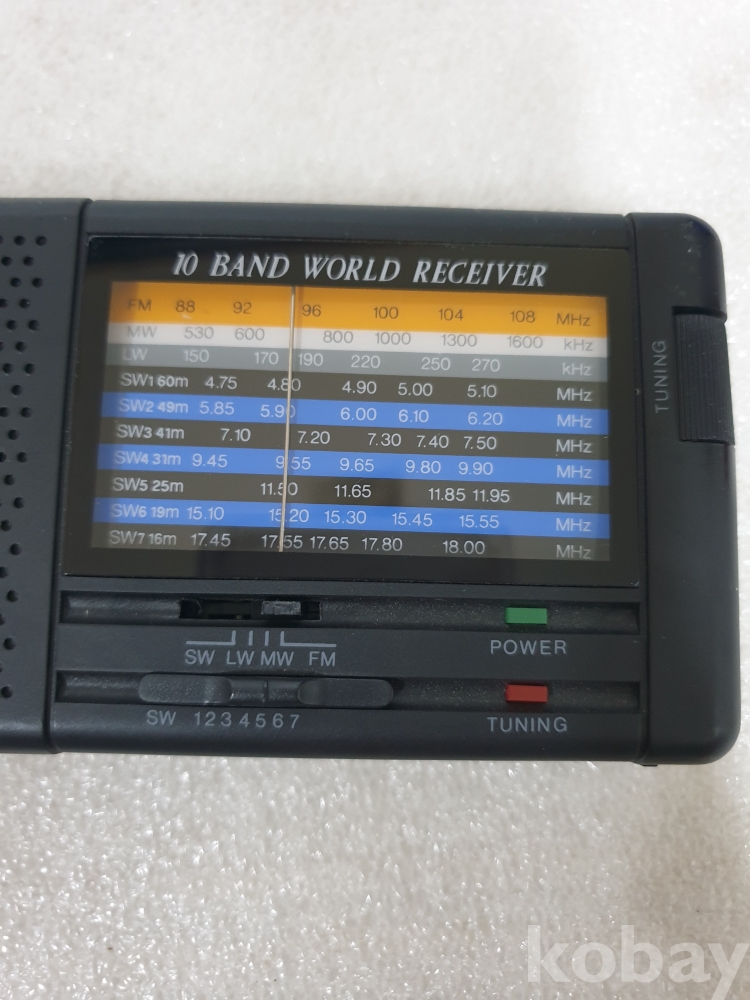 10 BAND WORLD RECEIVER
FM 88 92 96 100 104 108 MHz
MW 530 600 800 1000 1300 1600 kHz
LW 150 170 190 220 250 270 kHz
SW1 60m 4.75 4.80 4.90 5.00 5.10 MHz
SW2 49m 5.85 5.90 6.00 6.10 6.20 MHz
SW3 41m 7.10 7.20 7.30 7.40 7.50 MHz
SW4 31m 9.45 9.55 9.65 9.80 9.90 MHz
SW5 25m 11.50 11.65 11.85 11.95 MHz
SW6 19m 15.10 15.20 15.30 15.45 15.55 MHz
SW7 16m 17.45 17.55 17.65 17.80 18.00 MHz
TUNING
SW LW MW FM
POWER
SW 1 2 3 4 5 6 7
TUNING
kobay